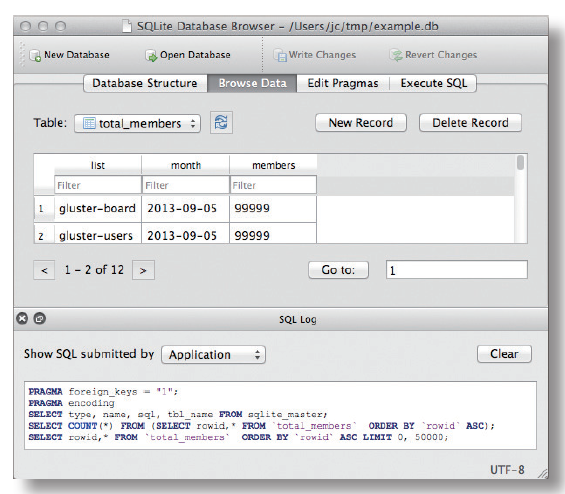 SQLite Database Browser – /Users/jc/tmp/example.db
New Database Open Database Write Changes Revert Changes
Database Structure Browse Data Edit Pragmas Execute SQL
Table: total_members New Record Delete Record
list month members
Filter Filter Filter
1 gluster-board 2013-09-05 99999
2 gluster-users 2013-09-05 99999
< 1 – 2 of 12 > Go to: 1
SQL Log
Show SQL submitted by Application Clear
PRAGMA foreign_keys = "1";
PRAGMA encoding
SELECT type, name, sql, tbl_name FROM sqlite_master;
SELECT COUNT(*) FROM (SELECT rowid,* FROM `total_members` ORDER BY `rowid` ASC);
SELECT rowid,* FROM `total_members` ORDER BY `rowid` ASC LIMIT 0, 50000;
UTF-8